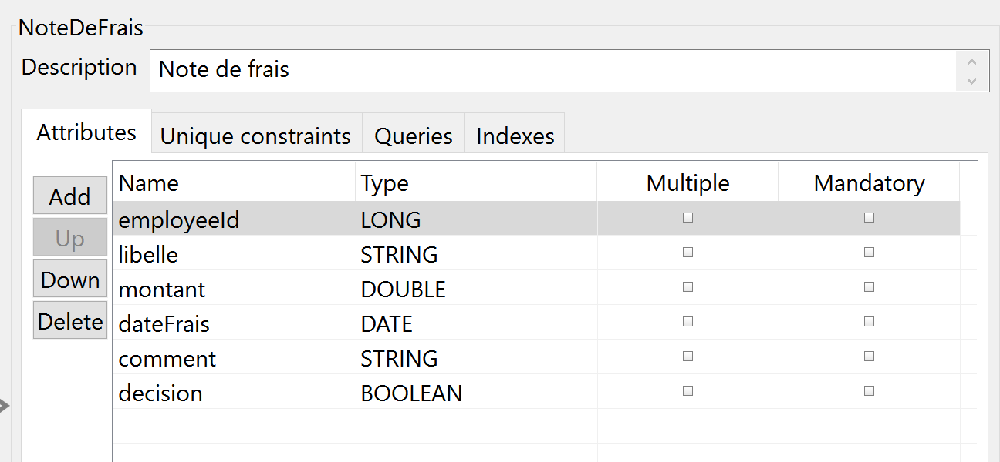 NoteDeFrais
Description Note de frais
Attributes Unique constraints Queries Indexes
Name Type Multiple Mandatory
Add
employeeId LONG
Up
libelle STRING
Down
montant DOUBLE
Delete
dateFrais DATE
comment STRING
decision BOOLEAN